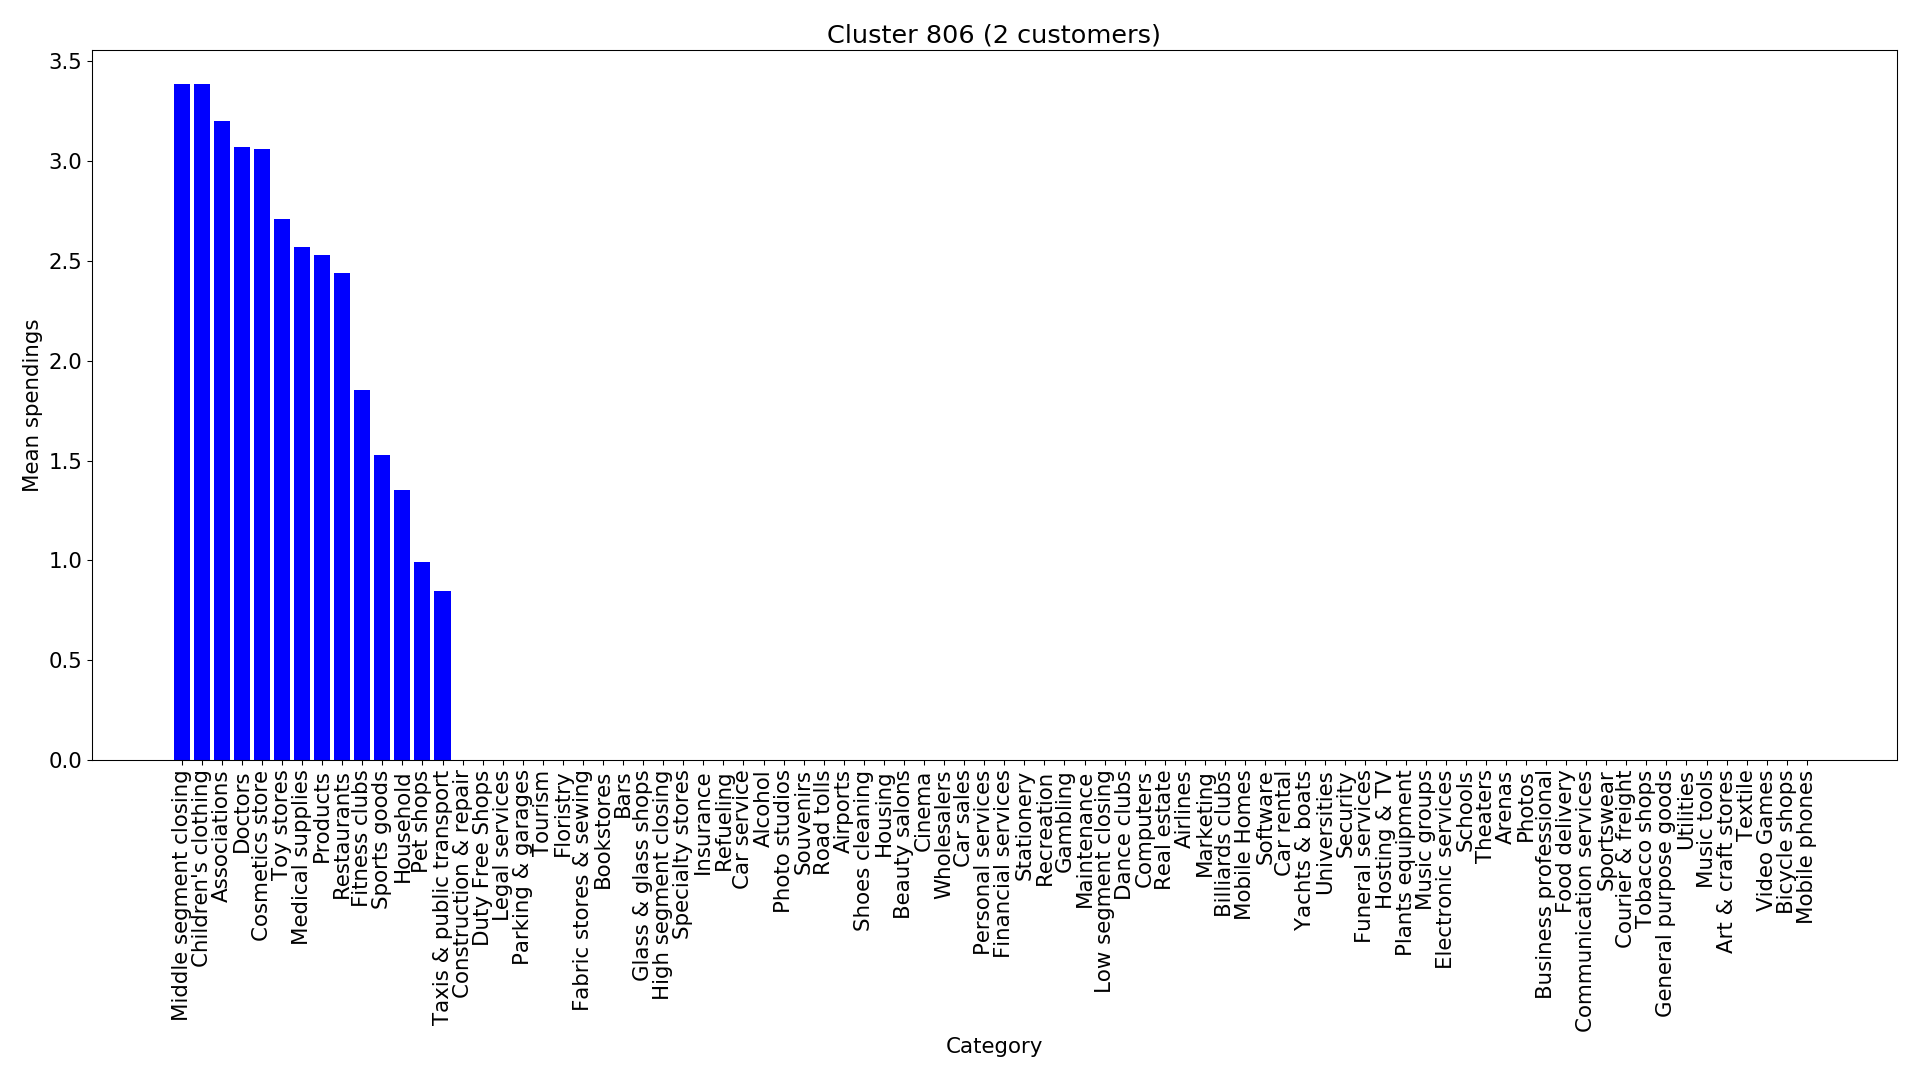 Cluster 806 (2 customers)
3.5
3.0
2.5
2.0
1.5
1.0
0.5
0.0
Mean spendings
Middle segment closing
Children's clothing
Associations
Doctors
Cosmetics store
Toy stores
Medical supplies
Products
Restaurants
Fitness clubs
Sports goods
Household
Pet shops
Taxis & public transport
Construction & repair
Duty Free Shops
Legal services
Parking & garages
Tourism
Floristry
Fabric stores & sewing
Bookstores
Bars
Glass & glass shops
High segment closing
Specialty stores
Insurance
Refueling
Car service
Alcohol
Photo studios
Souvenirs
Road tolls
Airports
Shoes cleaning
Housing
Beauty salons
Cinema
Wholesalers
Car sales
Personal services
Financial services
Stationery
Recreation
Gambling
Maintenance
Low segment closing
Dance clubs
Computers
Real estate
Airlines
Marketing
Billiards clubs
Mobile Homes
Software
Car rental
Yachts & boats
Universities
Security
Funeral services
Hosting & TV
Plants equipment
Music groups
Electronic services
Schools
Theaters
Arenas
Photos
Business professional
Food delivery
Communication services
Sportswear
Courier & freight
Tobacco shops
General purpose goods
Utilities
Music tools
Art & craft stores
Textile
Video Games
Bicycle shops
Mobile phones
Category